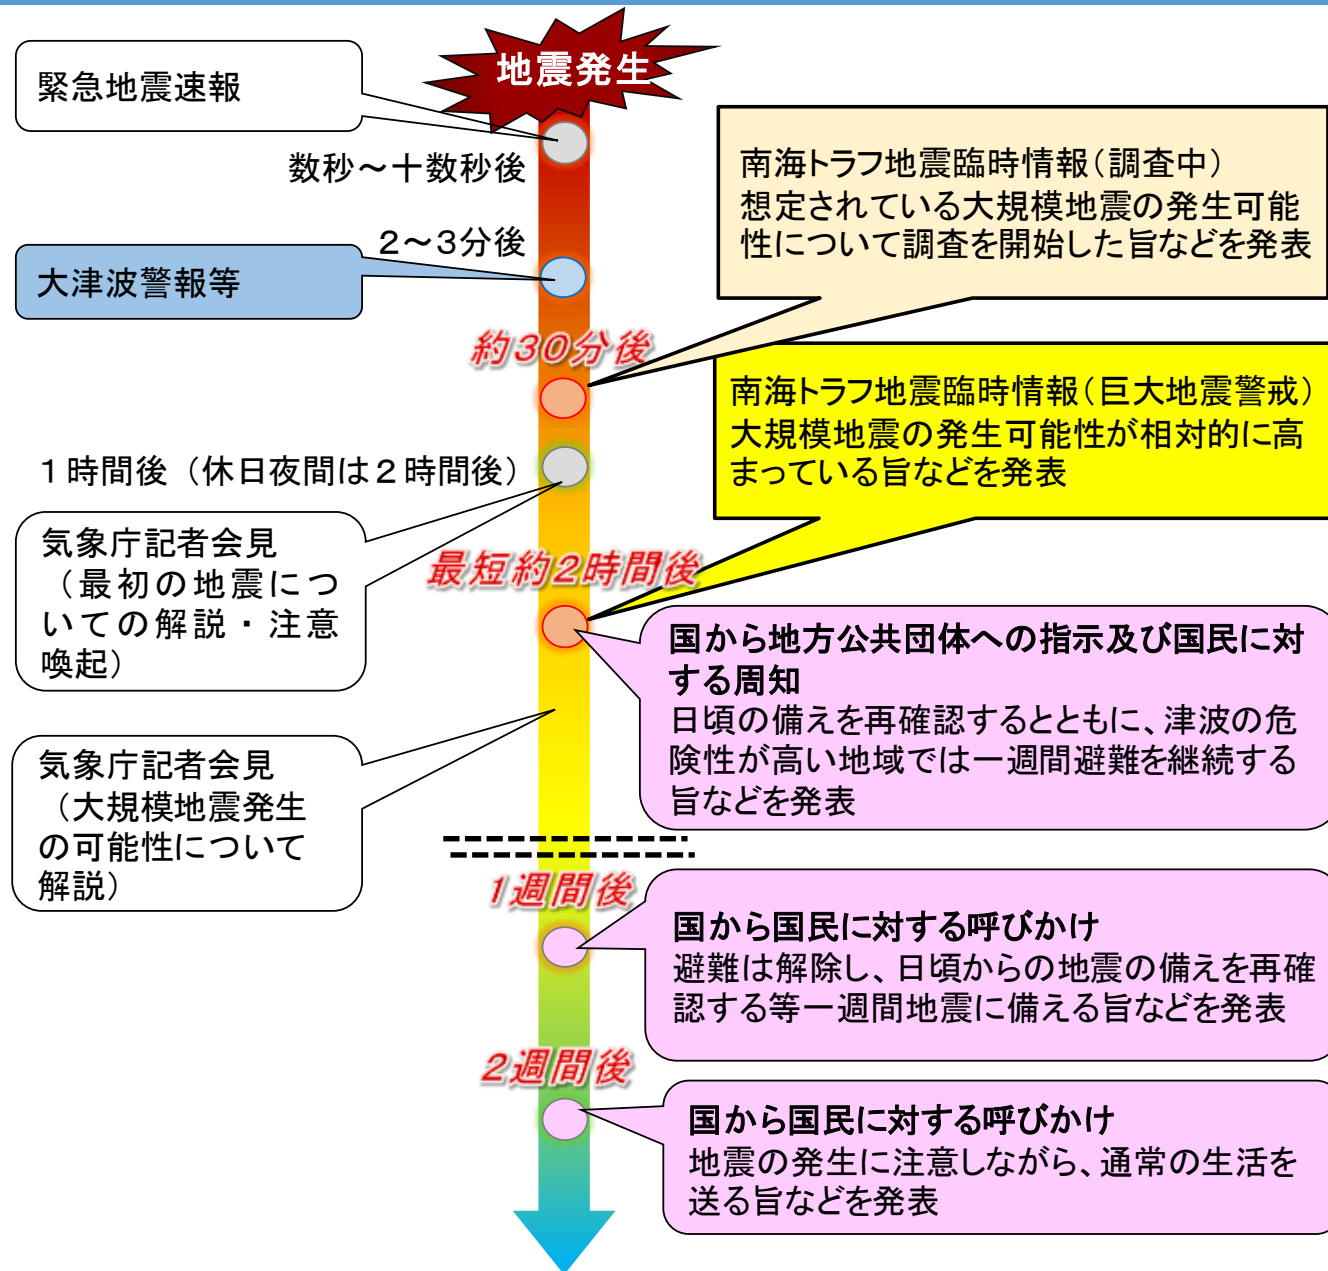 地震発生
緊急地震速報
数秒～十数秒後
２～３分後
大津波警報等
南海トラフ地震臨時情報（調査中）
想定されている大規模地震の発生可能
性について調査を開始した旨などを発表
約３０分後
南海トラフ地震臨時情報（巨大地震警戒）
大規模地震の発生可能性が相対的に高
まっている旨などを発表
１時間後（休日夜間は２時間後）
気象庁記者会見
（最初の地震につ
いての解説・注意
喚起）
最短約２時間後
国から地方公共団体への指示及び国民に対
する周知
日頃の備えを再確認するとともに、津波の危
険性が高い地域では一週間避難を継続する
旨などを発表
気象庁記者会見
（大規模地震発生
の可能性について
解説）
１週間後
国から国民に対する呼びかけ
避難は解除し、日頃からの地震の備えを再確
認する等一週間地震に備える旨などを発表
２週間後
国から国民に対する呼びかけ
地震の発生に注意しながら、通常の生活を
送る旨などを発表